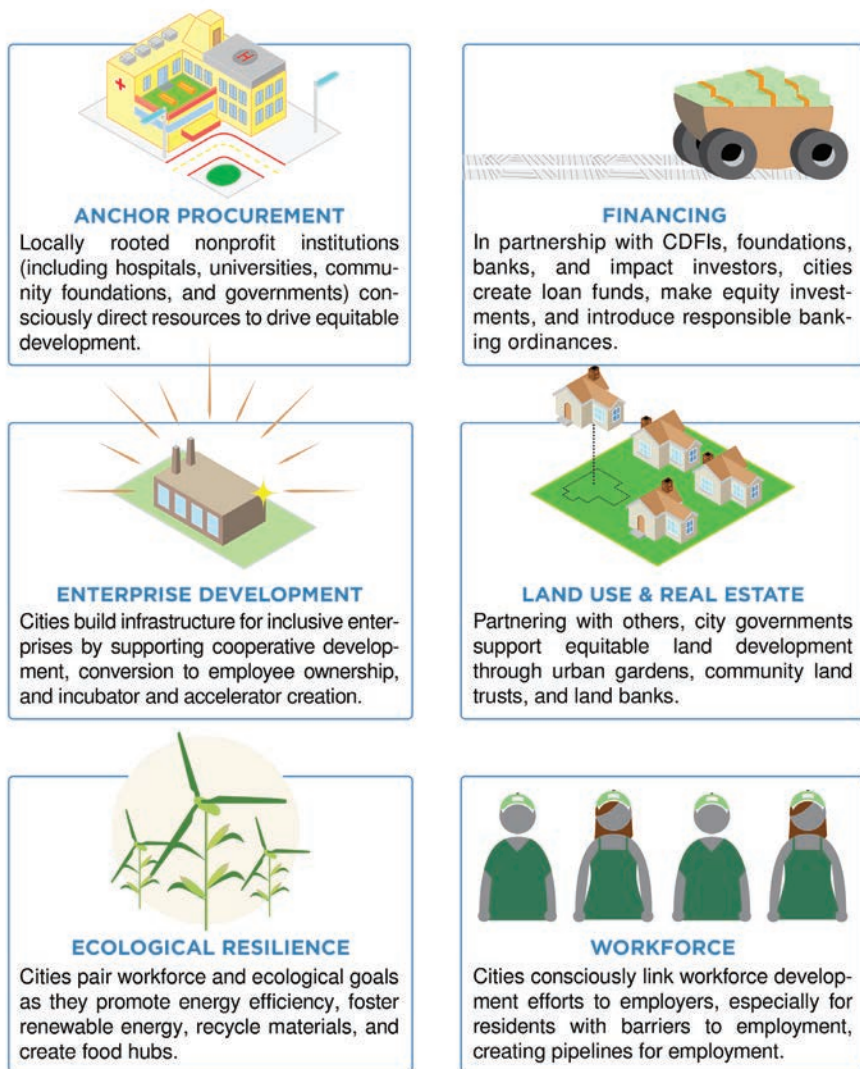 H
ANCHOR PROCUREMENT
Locally rooted nonprofit institutions
(including hospitals, universities, commu-
nity foundations, and governments) con-
sciously direct resources to drive equitable
development.
FINANCING
In partnership with CDFIs, foundations,
banks, and impact investors, cities
create loan funds, make equity invest-
ments, and introduce responsible bank-
ing ordinances.
ENTERPRISE DEVELOPMENT
Cities build infrastructure for inclusive enter-
prises by supporting cooperative develop-
ment, conversion to employee ownership,
and incubator and accelerator creation.
LAND USE & REAL ESTATE
Partnering with others, city governments
support equitable land development
through urban gardens, community land
trusts, and land banks.
ECOLOGICAL RESILIENCE
Cities pair workforce and ecological goals
as they promote energy efficiency, foster
renewable energy, recycle materials, and
create food hubs.
WORKFORCE
Cities consciously link workforce develop-
ment efforts to employers, especially for
residents with barriers to employment,
creating pipelines for employment.